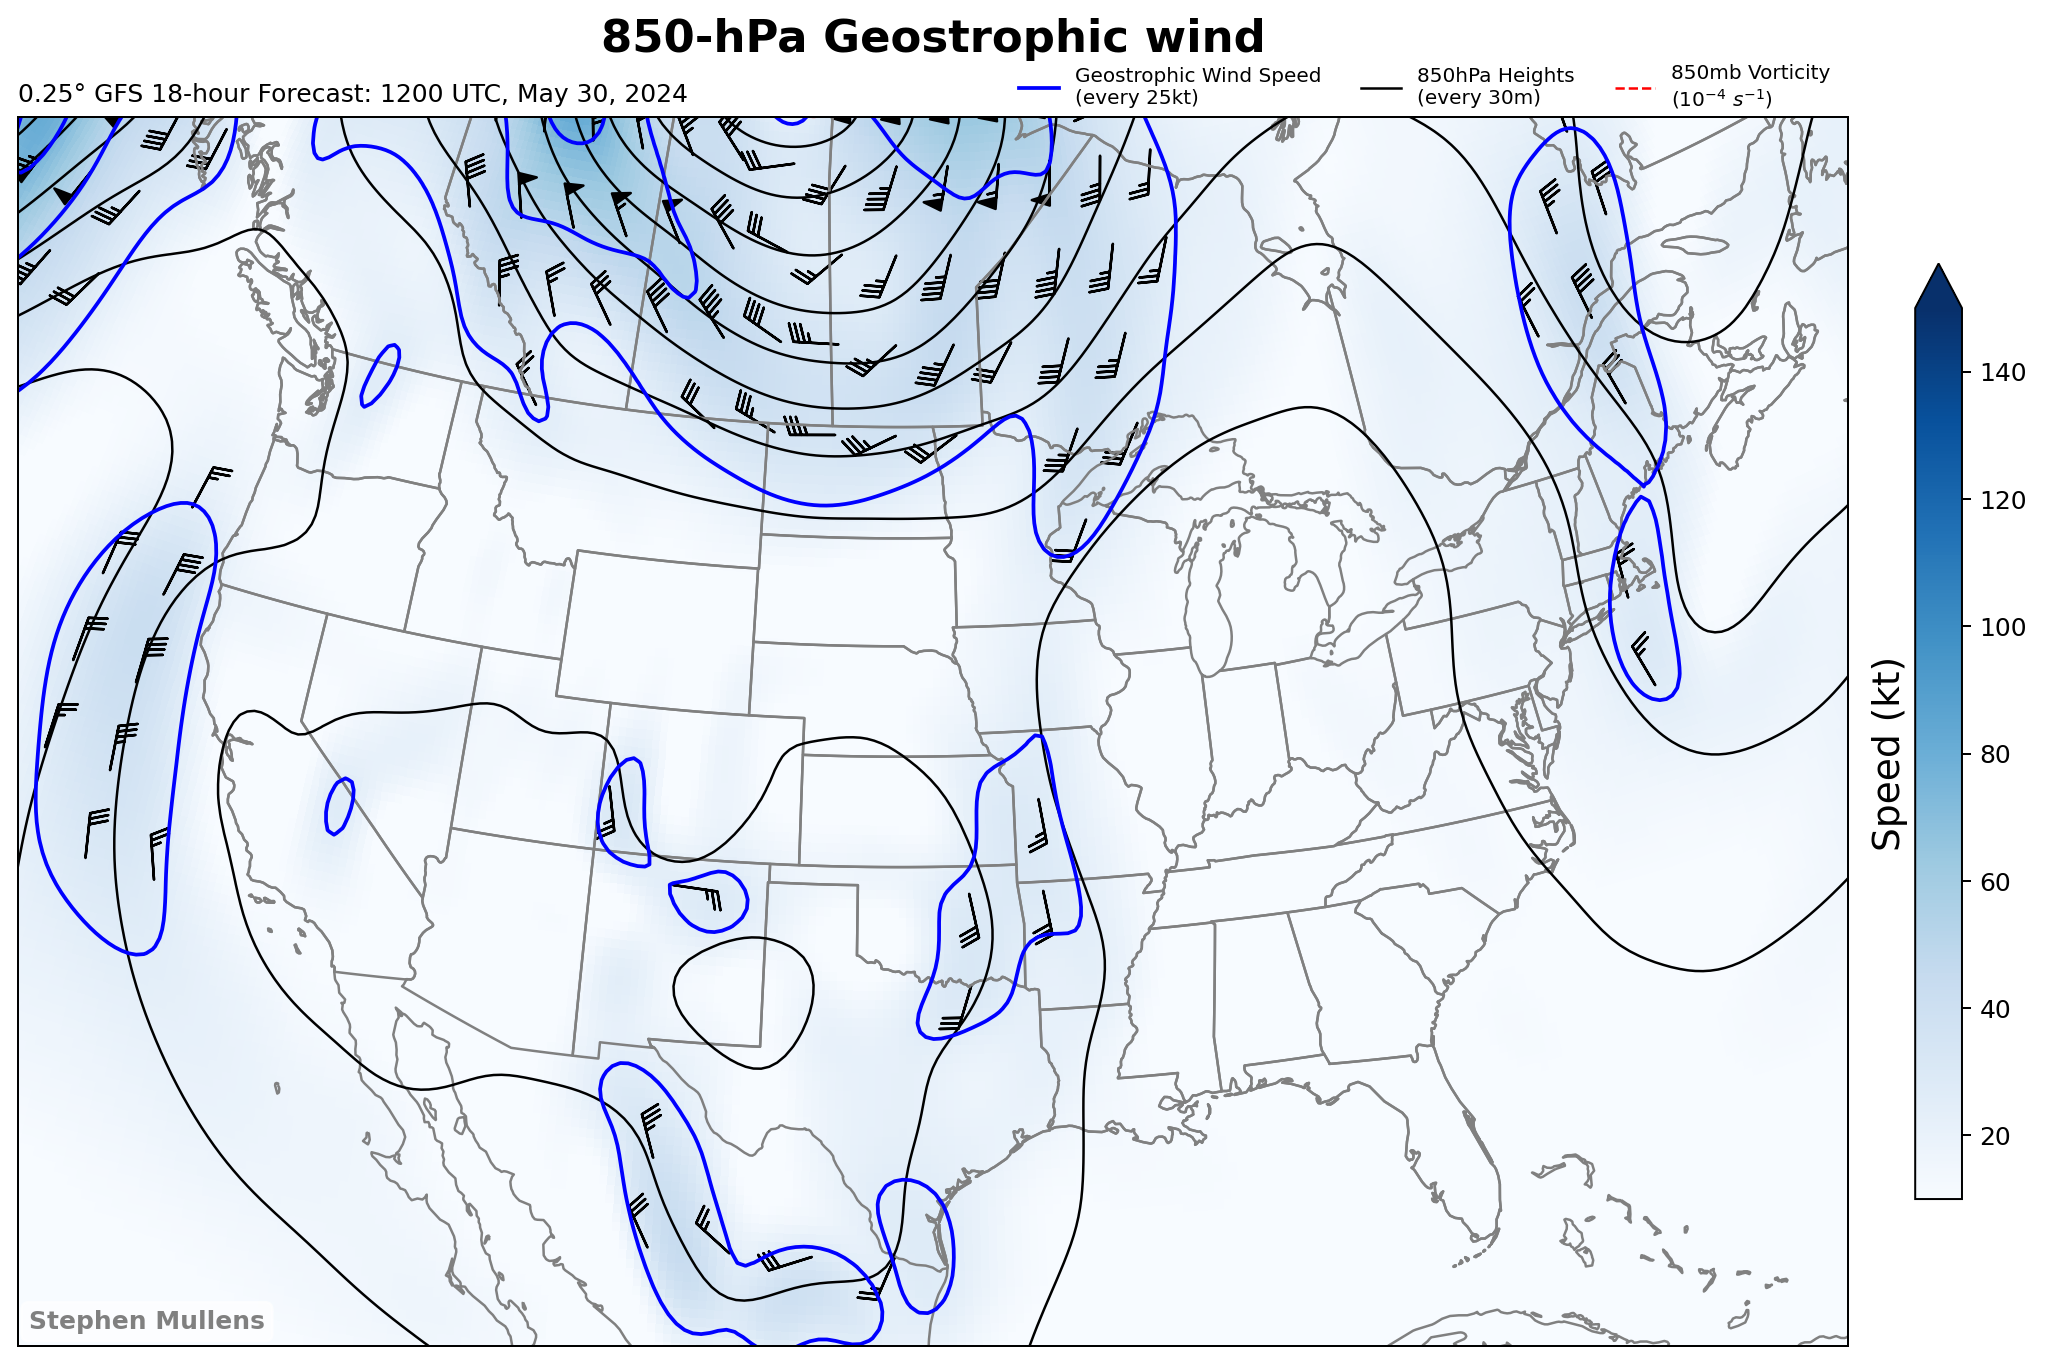 850-hPa Geostrophic wind
0.25° GFS 18-hour Forecast: 1200 UTC, May 30, 2024
Geostrophic Wind Speed
(every 25kt)
850hPa Heights
(every 30m)
850mb Vorticity
(10⁻⁴ s⁻¹)
140
120
100
80
60
40
20
Speed (kt)
Stephen Mullens